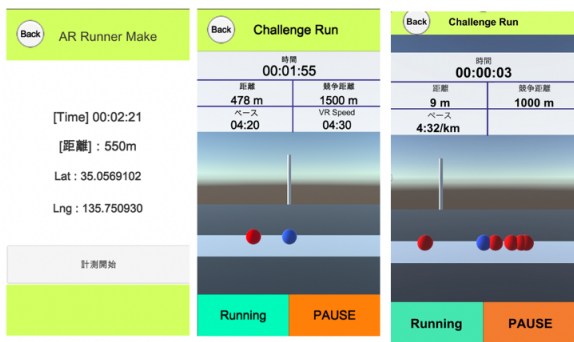 Back
AR Runner Make
[Time] 00:02:21
[距離] : 550m
Lat : 35.0569102
Lng : 135.750930
計測開始
Back
Challenge Run
時間
00:01:55
距離
競争距離
478 m
1500 m
ペース
VR Speed
04:20
04:30
Running
PAUSE
Back
Challenge Run
時間
00:00:03
距離
競争距離
9 m
1000 m
ペース
4:32/km
Running
PAUSE